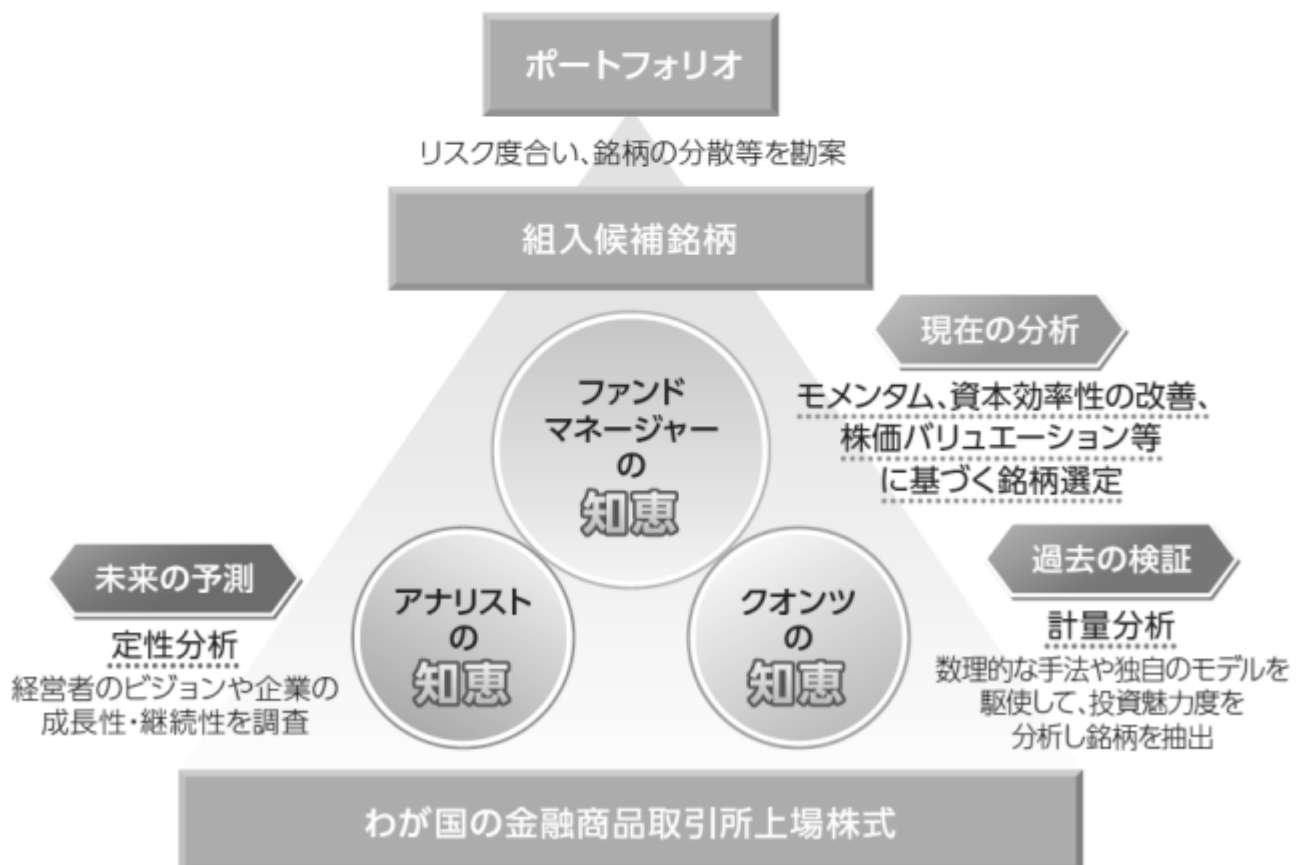 ポートフォリオ
リスク度合い、銘柄の分散等を勘案
組入候補銘柄
現在の分析
モメンタム、資本効率性の改善、
株価バリュエーション等
に基づく銘柄選定
ファンド
マネージャー
の
知恵
未来の予測
定性分析
経営者のビジョンや企業の
成長性・継続性を調査
アナリスト
の
知恵
クオンツ
の
知恵
過去の検証
計量分析
数理的な手法や独自のモデルを
駆使して、投資魅力度を
分析し銘柄を抽出
わが国の金融商品取引所上場株式